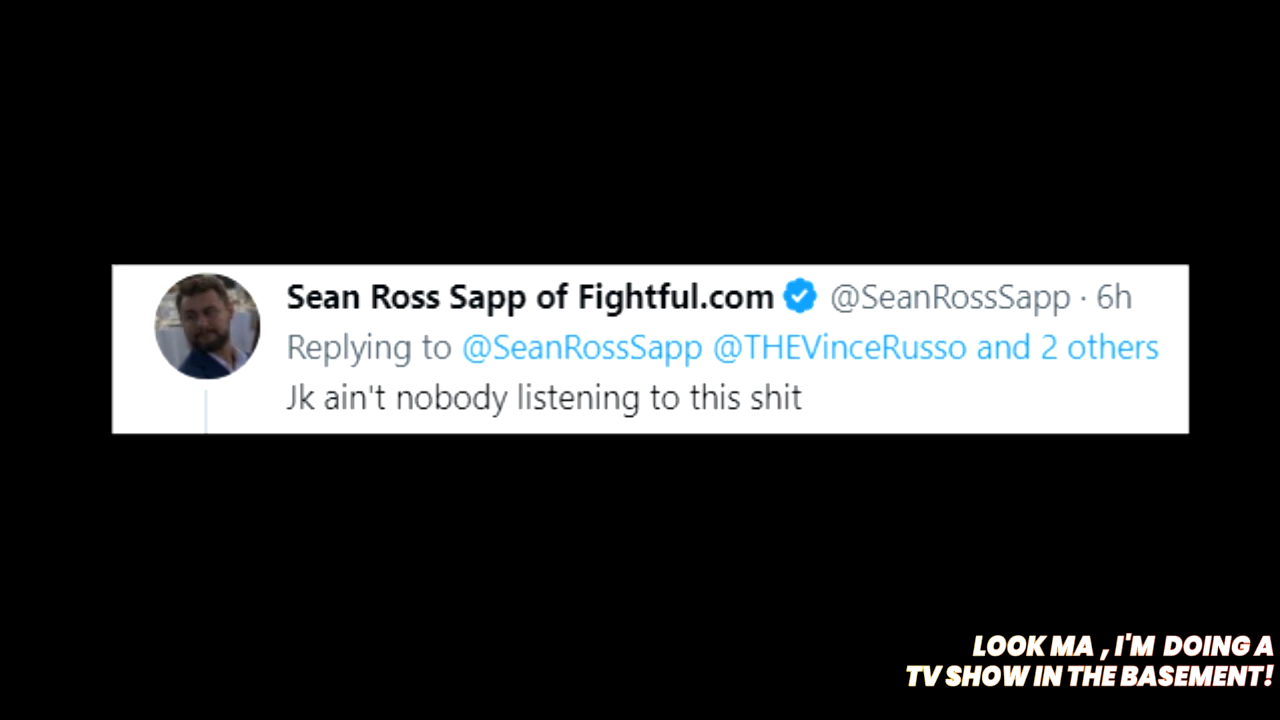 Sean Ross Sapp of Fightful.com @SeanRossSapp · 6h
Replying to @SeanRossSapp @THEVinceRusso and 2 others
Jk ain't nobody listening to this shit
LOOK MA , I'M DOING A
TV SHOW IN THE BASEMENT!